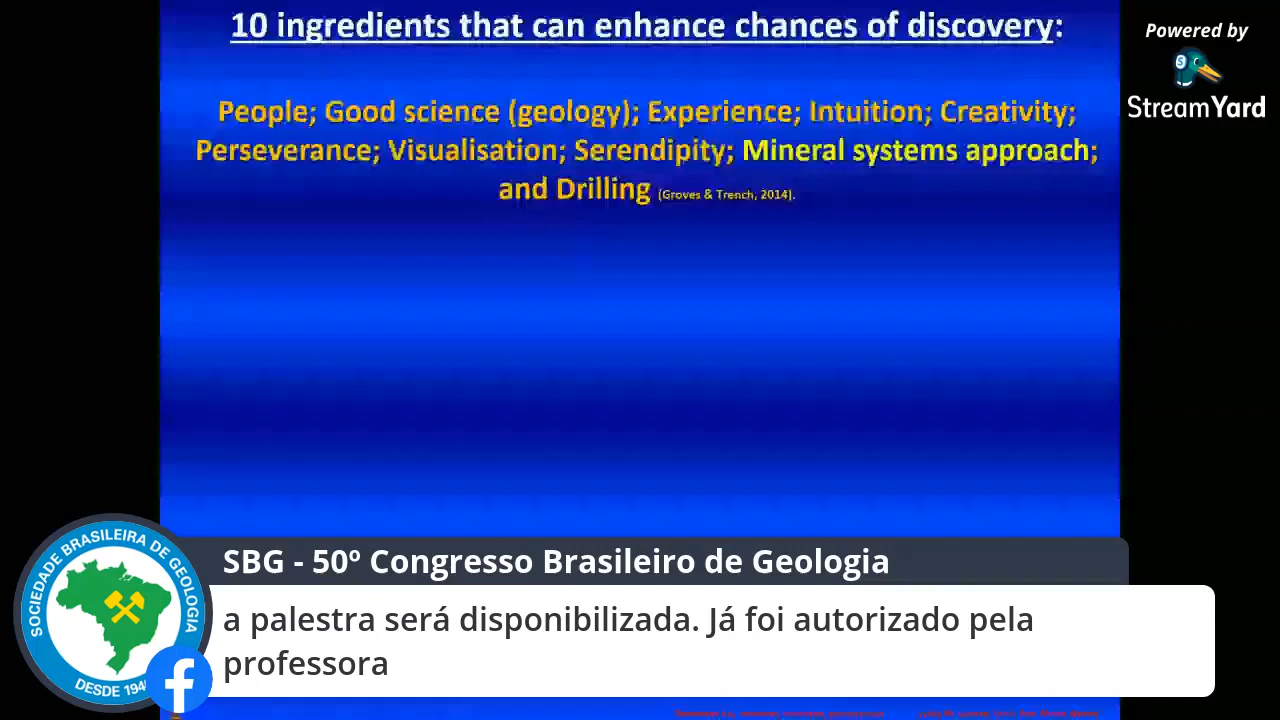 10 ingredients that can enhance chances of discovery:
People; Good science (geology); Experience; Intuition; Creativity;
Perseverance; Visualisation; Serendipity; Mineral systems approach;
and Drilling (Groves & Trench, 2014).
Powered by
StreamYard
SOCIEDADE BRASILEIRA DE GEOLOGIA
DESDE 194
SBG - 50º Congresso Brasileiro de Geologia
a palestra será disponibilizada. Já foi autorizado pela
professora